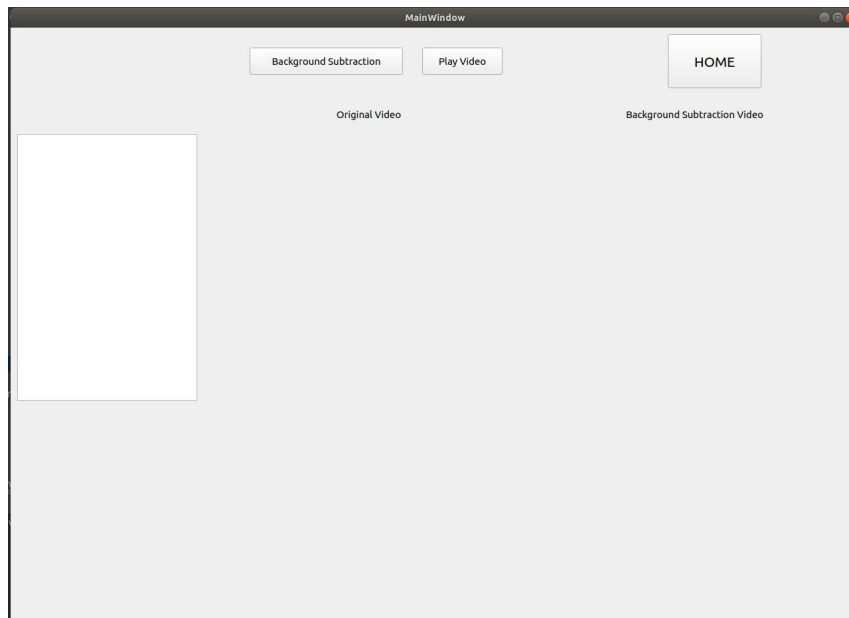 MainWindow
Background Subtraction
Play Video
HOME
Original Video
Background Subtraction Video